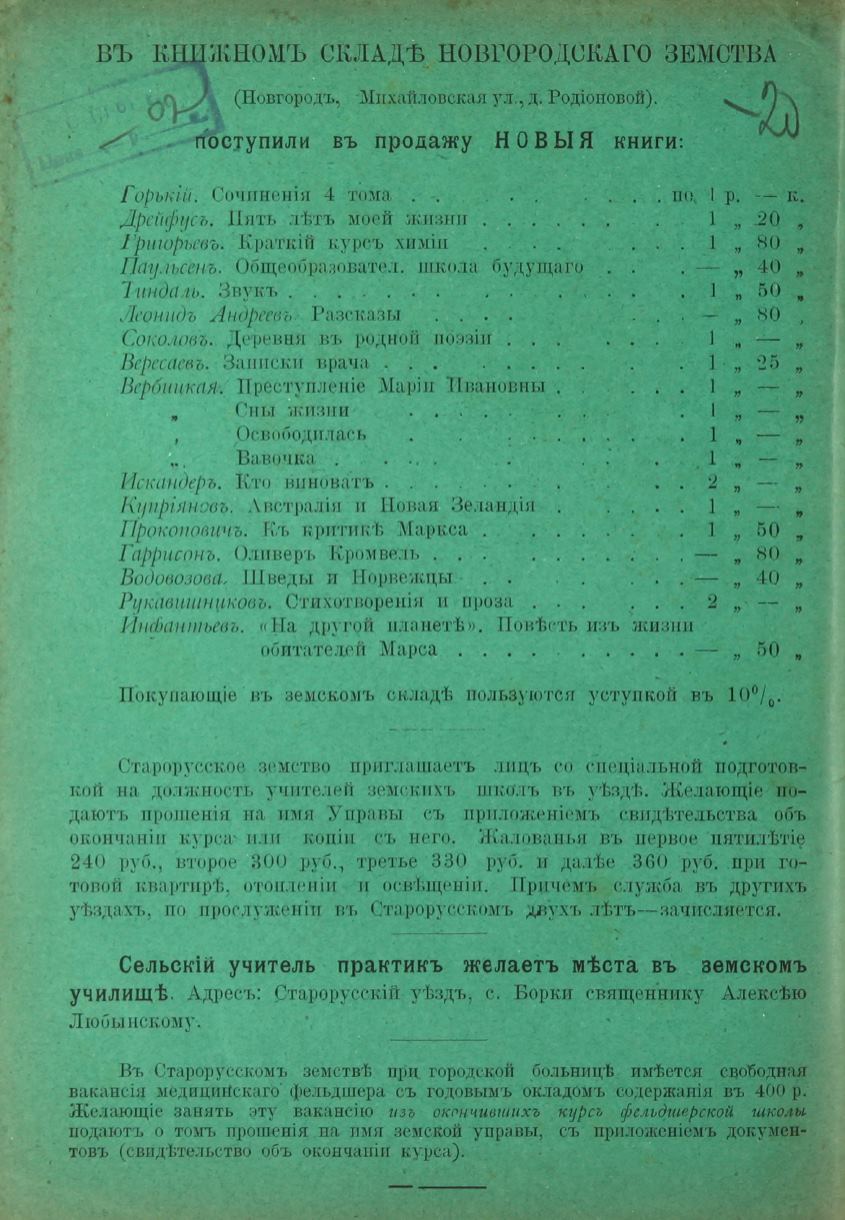 ВЪ КНИЖНОМЪ СКЛАДѢ НОВГОРОДСКАГО ЗЕМСТВА
(Новгородъ, Михайловская ул., д. Родіоновой).
поступили въ продажу НОВЫЯ книги:
Горькій. Сочиненія 4 тома . . . . . . . . по 1 р. — к.
Дрейфусъ. Пять лѣтъ моей жизни . . . . . . . . 1 „ 20 „
Григорьевъ. Краткій курсъ химіи . . . . . . . . 1 „ 80 „
Паульсенъ. Общеобразовател. школа будущаго . . . . — „ 40 „
Тиндаль. Звукъ . . . . . . . . . . . . . 1 „ 50 „
Леонидъ Андреевъ Разсказы . . . . . . . — „ 80 „
Соколовъ. Деревня въ родной поэзіи . . . . . . . . 1 „ — „
Вересаевъ. Записки врача . . . . . . . . . . 1 „ 25 „
Вербицкая. Преступленіе Маріи Ивановны . . . . . 1 „ — „
„ Сны жизни . . . . . . . . 1 „ — „
„ Освободилась . . . . . . . . 1 „ — „
„ Вавочка . . . . . . . . . 1 „ — „
Искандеръ. Кто виноватъ . . . . . . . . . . 2 „ — „
Купріяновъ. Австралія и Новая Зеландія . . . . . 1 „ — „
Прокоповичъ. Къ критикѣ Маркса . . . . . . . 1 „ 50 „
Гаррисонъ. Оливеръ Кромвель . . . . . . . . — „ 80 „
Водовозова. Шведы и Норвежцы . . . . . . . — „ 40 „
Рукавишниковъ. Стихотворенія и проза . . . . . . 2 „ — „
Инфантьевъ. «На другой планетѣ». Повѣсть изъ жизни
обитателей Марса . . . . . . . . . . — „ 50 „
Покупающіе въ земскомъ складѣ пользуются уступкой въ 10%.
Старорусское земство приглашаетъ лицъ со спеціальной подготов-
кой на должность учителей земскихъ школъ въ уѣздѣ. Желающіе по-
даютъ прошенія на имя Управы съ приложеніемъ свидѣтельства объ
окончаніи курса или копіи съ него. Жалованья въ первое пятилѣтіе
240 руб., второе 300 руб., третье 330 руб. и далѣе 360 руб. при го-
товой квартирѣ, отопленіи и освѣщеніи. Причемъ служба въ другихъ
уѣздахъ, по прослуженіи въ Старорусскомъ двухъ лѣтъ—зачисляется.
Сельскій учитель практикъ желаетъ мѣста въ земскомъ
училищѣ. Адресъ: Старорусскій уѣздъ, с. Борки священнику Алексѣю
Любынскому.
Въ Старорусскомъ земствѣ при городской больницѣ имѣется свободная
вакансія медицинскаго фельдшера съ годовымъ окладомъ содержанія въ 400 р.
Желающіе занять эту вакансію изъ окончившихъ курсъ фельдшерской школы
подаютъ о томъ прошенія на имя земской управы, съ приложеніемъ докумен-
товъ (свидѣтельство объ окончаніи курса).